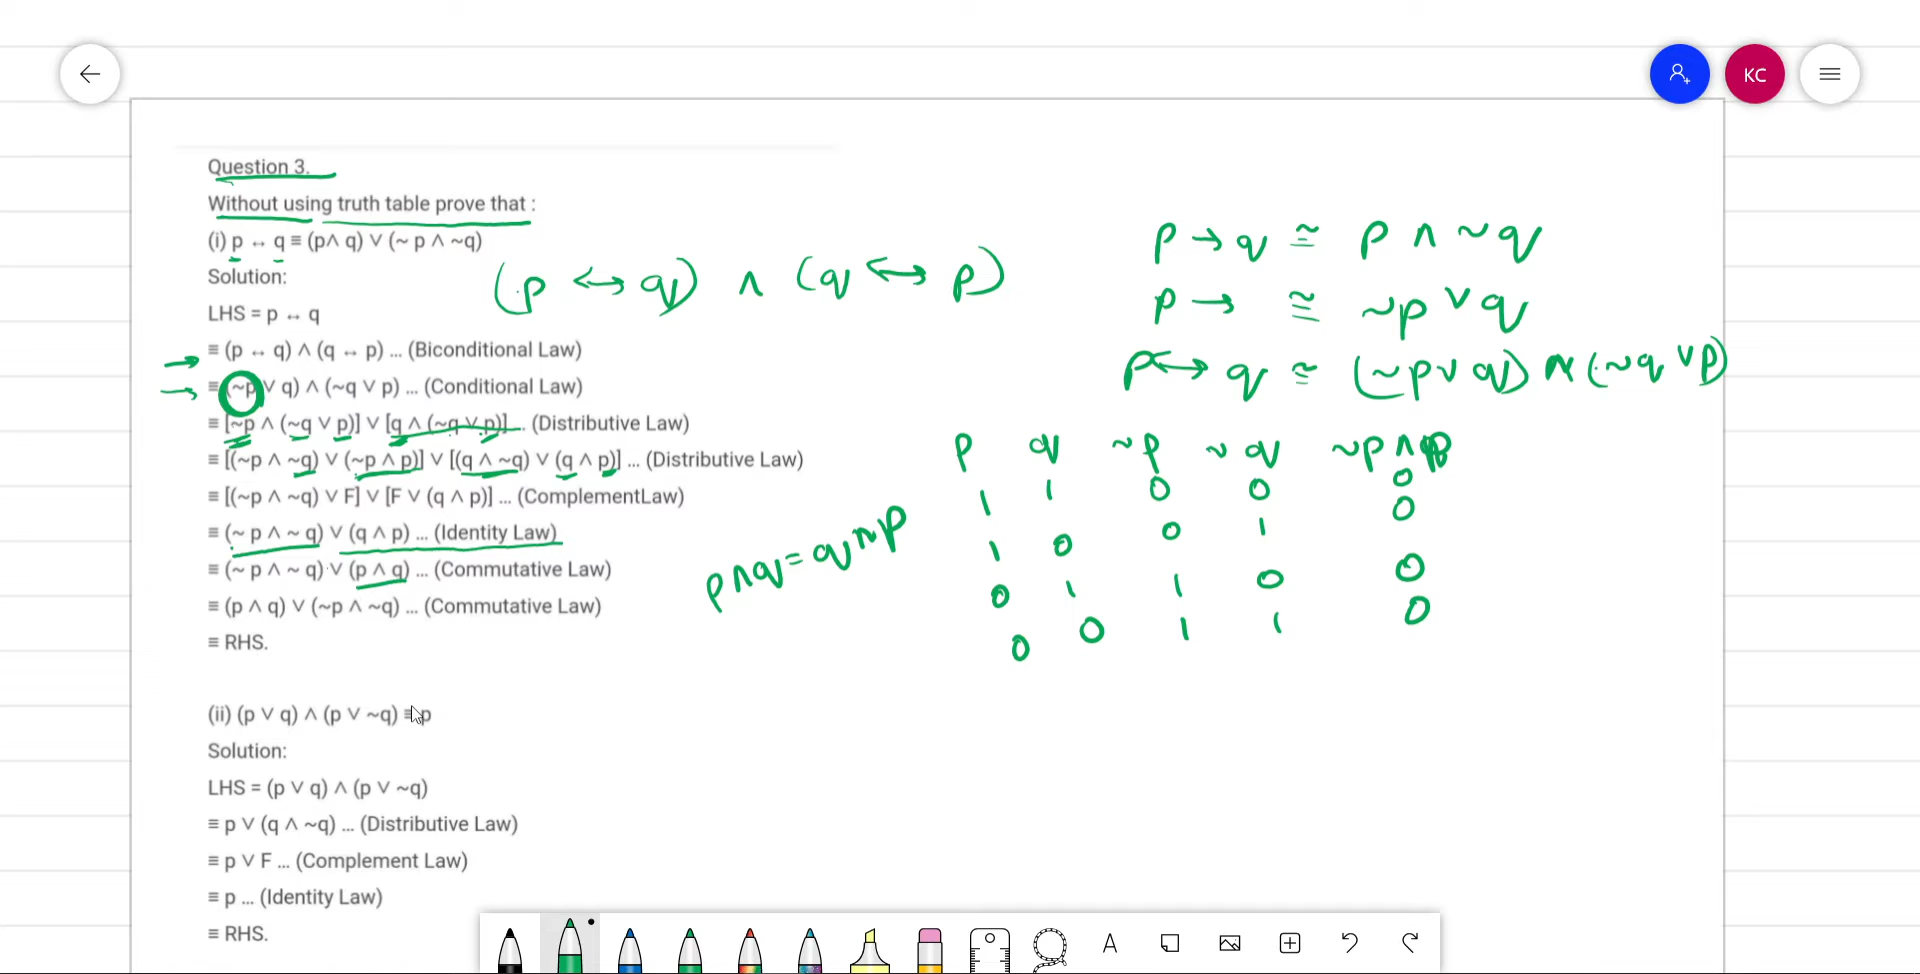 KC
Question 3.
Without using truth table prove that :
(i) p ↔ q ≡ (p∧ q) ∨ (~ p ∧ ~q)
Solution:
LHS = p ↔ q
≡ (p ↔ q) ∧ (q ↔ p) ... (Biconditional Law)
≡ (~p ∨ q) ∧ (~q ∨ p) ... (Conditional Law)
≡ [~p ∧ (~q ∨ p)] ∨ [q ∧ (~q ∨ p)] ... (Distributive Law)
≡ [(~p ∧ ~q) ∨ (~p ∧ p)] ∨ [(q ∧ ~q) ∨ (q ∧ p)] ... (Distributive Law)
≡ [(~p ∧ ~q) ∨ F] ∨ [F ∨ (q ∧ p)] ... (ComplementLaw)
≡ (~ p ∧ ~ q) ∨ (q ∧ p) ... (Identity Law)
≡ (~ p ∧ ~ q) ∨ (p ∧ q) ... (Commutative Law)
≡ (p ∧ q) ∨ (~p ∧ ~q) ... (Commutative Law)
≡ RHS.
(ii) (p ∨ q) ∧ (p ∨ ~q) ≡ p
Solution:
LHS = (p ∨ q) ∧ (p ∨ ~q)
≡ p ∨ (q ∧ ~q) ... (Distributive Law)
≡ p ∨ F ... (Complement Law)
≡ p ... (Identity Law)
≡ RHS.
(p ↔ q) ∧ (q ↔ p)
p → q ≅ p ∧ ~q
p → ≅ ~p ∨ q
p ↔ q ≅ (~p ∨ q) ∧ (~q ∨ p)
p q ~p ~q ~p ∧ p
1 1 0 0 0
1 0 0 1 0
0 1 1 0 0
0 0 1 1 0
p ∧ q = q ∧ p
A